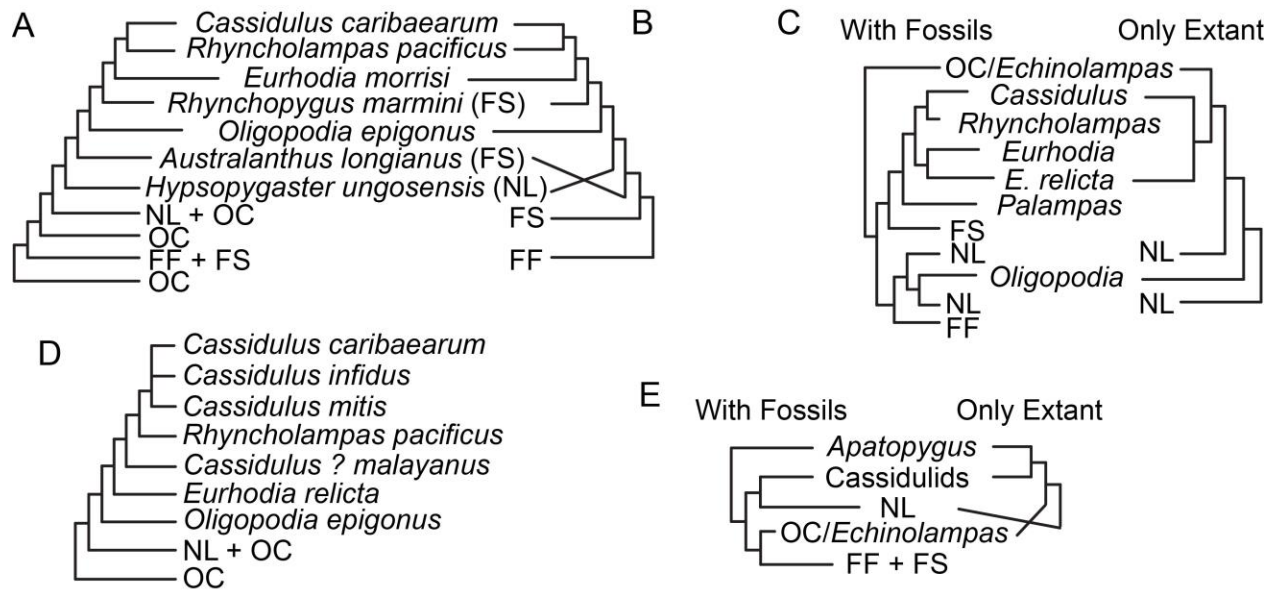 A
B
Cassidulus caribaearum
Rhyncholampas pacificus
Eurhodia morrisi
Rhynchopygus marmini (FS)
Oligopodia epigonus
Australanthus longianus (FS)
Hypsopygaster ungosensis (NL)
NL + OC
FS
OC
FF + FS
FF
OC
C
With Fossils
Only Extant
OC/Echinolampas
Cassidulus
Rhyncholampas
Eurhodia
E. relicta
Palampas
FS
NL
NL
Oligopodia
NL
NL
FF
D
Cassidulus caribaearum
Cassidulus infidus
Cassidulus mitis
Rhyncholampas pacificus
Cassidulus ? malayanus
Eurhodia relicta
Oligopodia epigonus
NL + OC
OC
E
With Fossils
Only Extant
Apatopygus
Cassidulids
NL
OC/Echinolampas
FF + FS